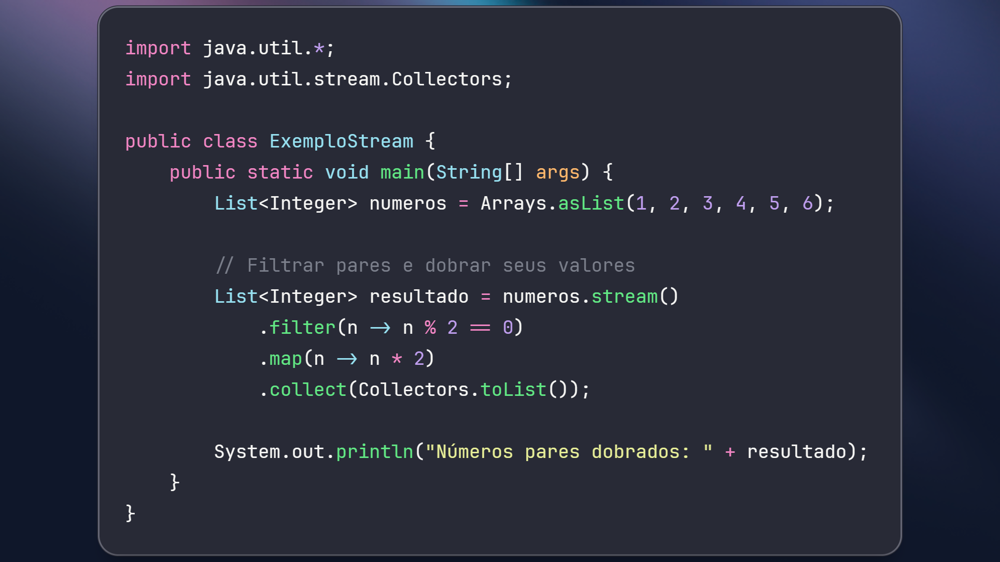 import java.util.*;
import java.util.stream.Collectors;
public class ExemploStream {
public static void main(String[] args) {
List<Integer> numeros = Arrays.asList(1, 2, 3, 4, 5, 6);
// Filtrar pares e dobrar seus valores
List<Integer> resultado = numeros.stream()
.filter(n -> n % 2 == 0)
.map(n -> n * 2)
.collect(Collectors.toList());
System.out.println("Números pares dobrados: " + resultado);
}
}